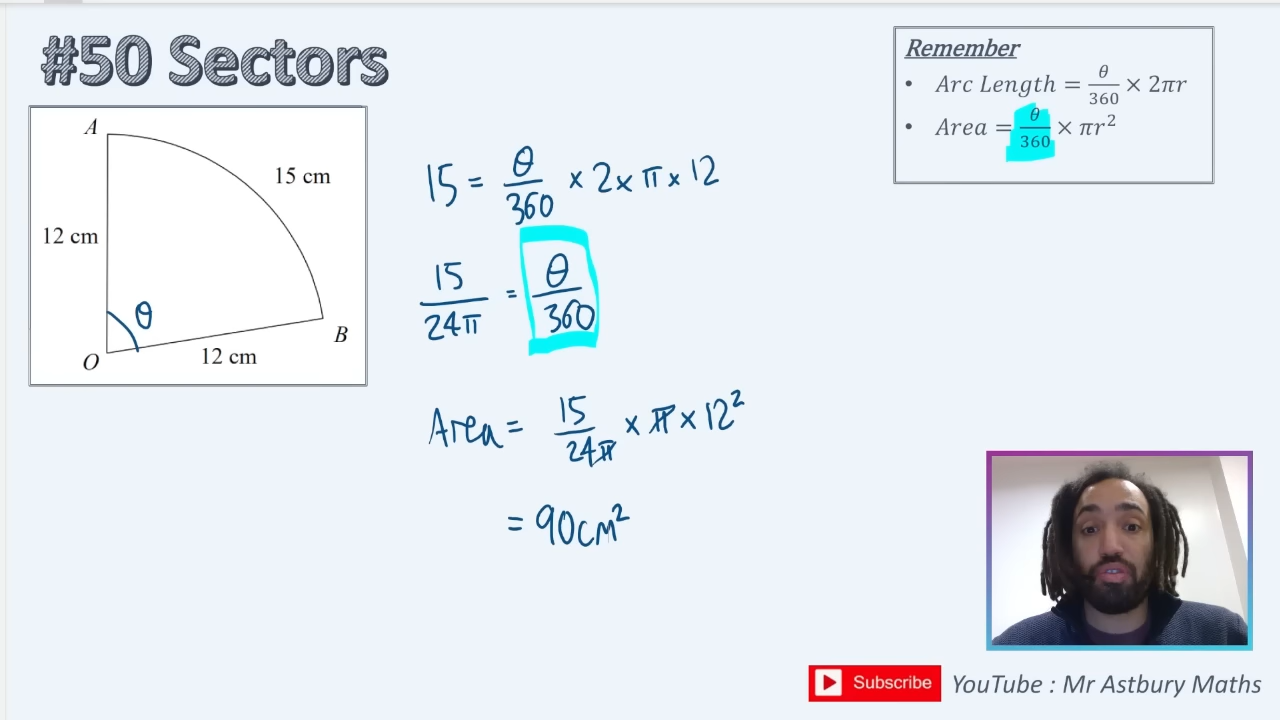 #50 Sectors
A
15 cm
12 cm
θ
B
O
12 cm
15 = θ/360 × 2 × π × 12
15/24π = θ/360
Area = 15/24π × π × 12²
= 90cm²
Remember
• Arc Length = θ/360 × 2πr
• Area = θ/360 × πr²
Subscribe
YouTube : Mr Astbury Maths